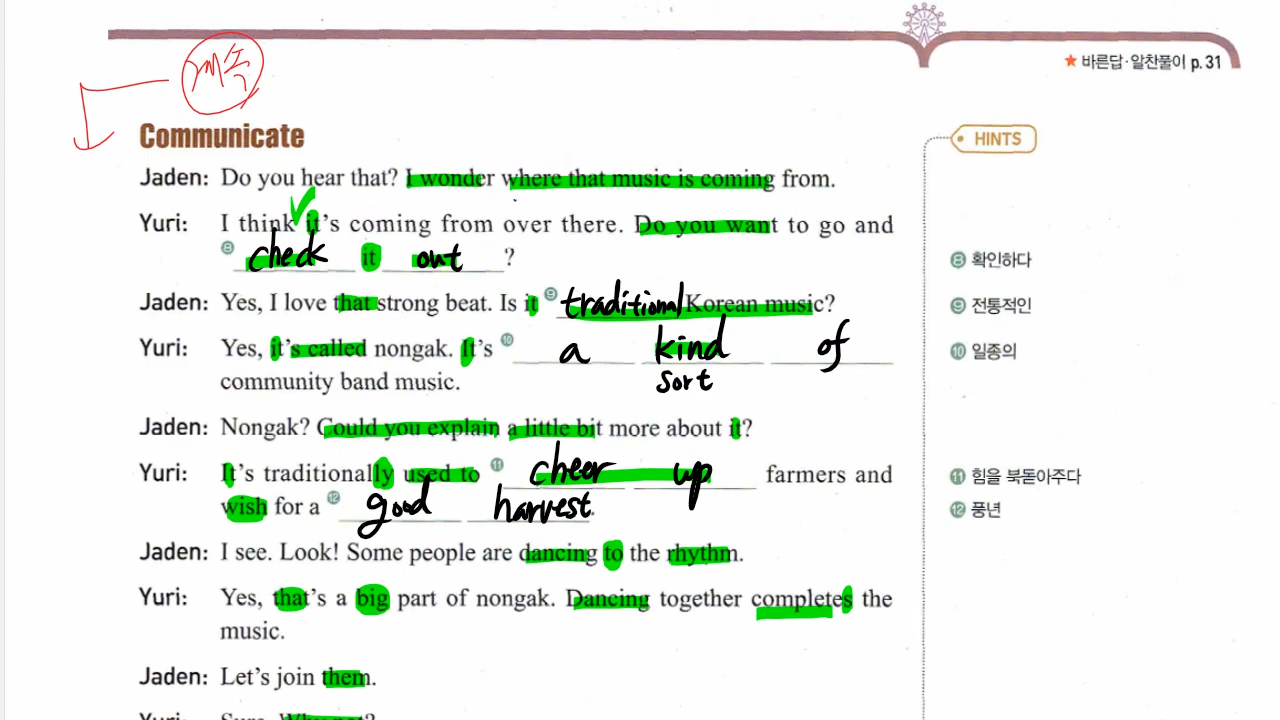 ★ 바른답·알찬풀이 p.31
계속
Communicate
HINTS
Jaden: Do you hear that? I wonder where that music is coming from.
Yuri: I think it's coming from over there. Do you want to go and
⑧ check it out ?
⑧ 확인하다
Jaden: Yes, I love that strong beat. Is it ⑨ traditional Korean music?
⑨ 전통적인
Yuri: Yes, it's called nongak. It's ⑩ a kind of
⑩ 일종의
sort
community band music.
Jaden: Nongak? Could you explain a little bit more about it?
Yuri: It's traditionally used to ⑪ cheer up farmers and
⑪ 힘을 북돋아주다
wish for a ⑫ good harvest.
⑫ 풍년
Jaden: I see. Look! Some people are dancing to the rhythm.
Yuri: Yes, that's a big part of nongak. Dancing together completes the
music.
Jaden: Let's join them.
Yuri: Sure. Why not?